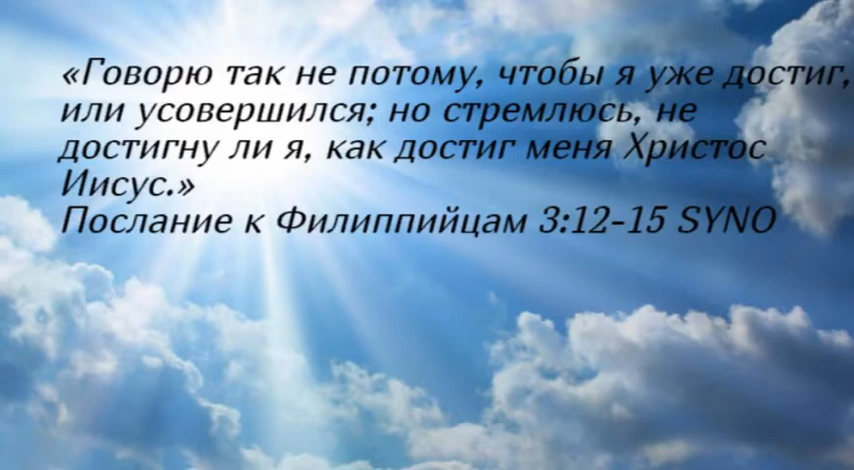 «Говорю так не потому, чтобы я уже достиг,
или усовершился; но стремлюсь, не
достигну ли я, как достиг меня Христос
Иисус.»
Послание к Филиппийцам 3:12-15 SYNO